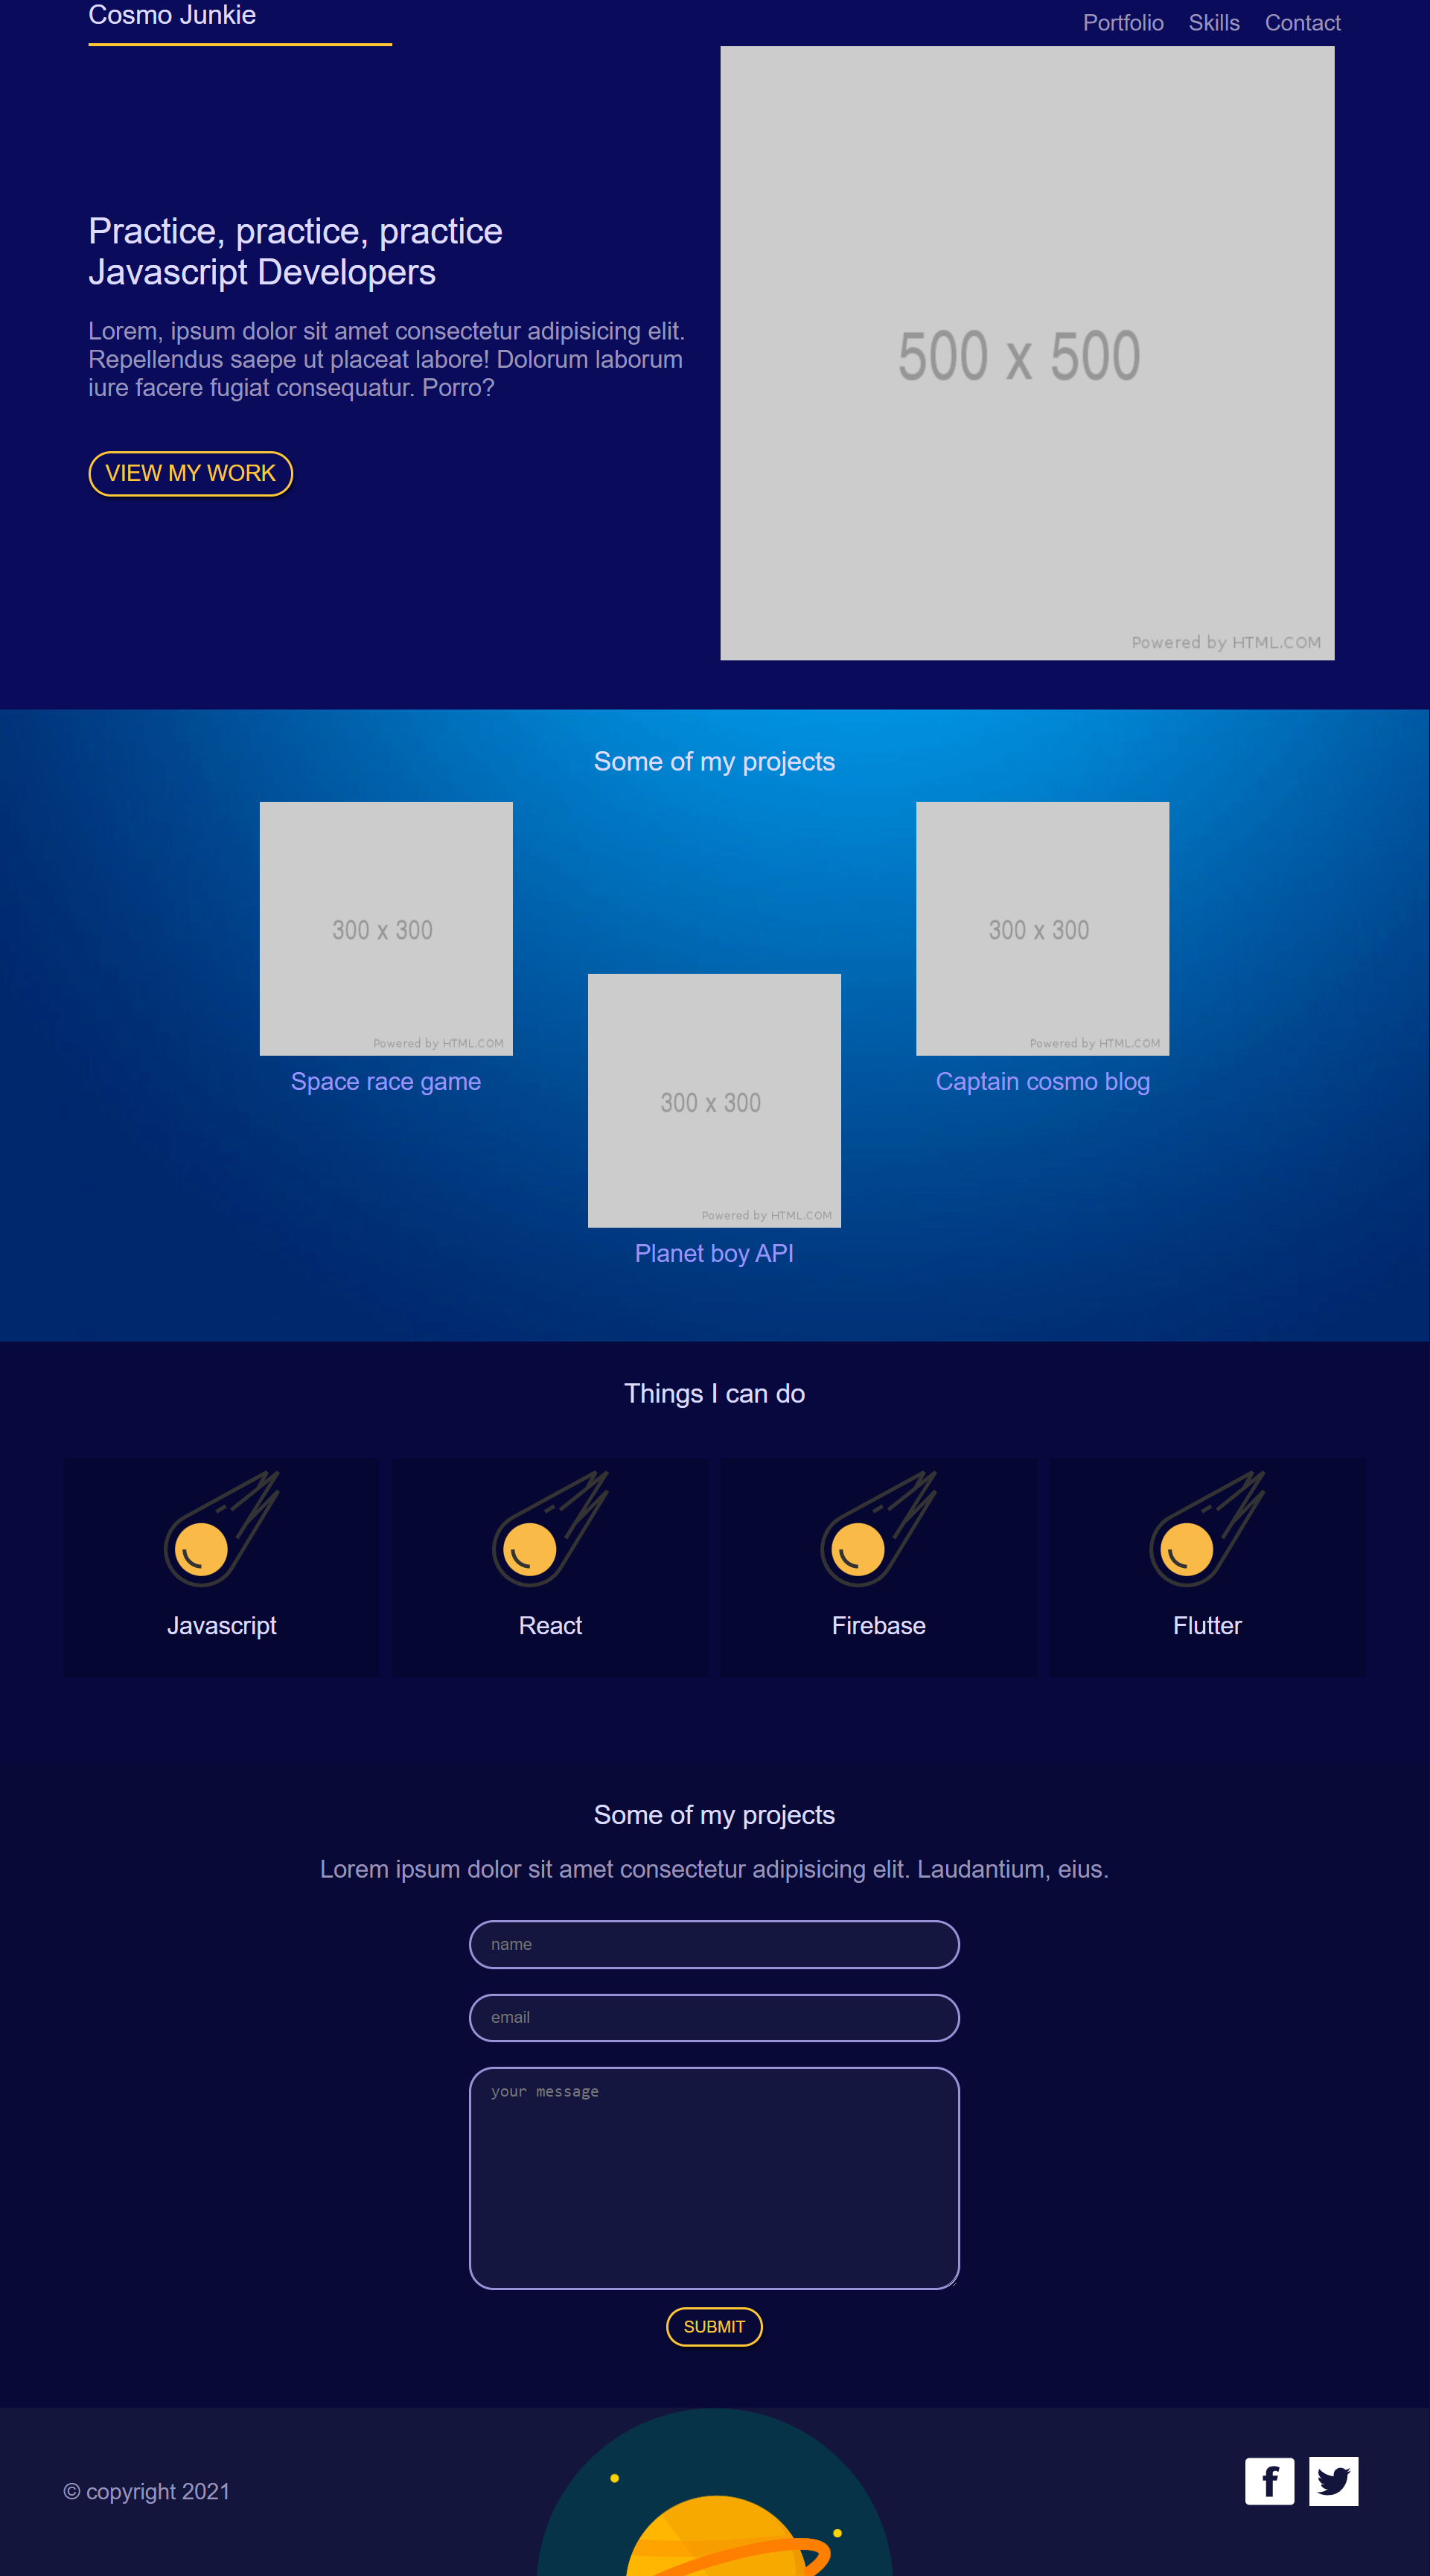 Cosmo Junkie
Portfolio Skills Contact
Practice, practice, practice
Javascript Developers
Lorem, ipsum dolor sit amet consectetur adipisicing elit.
Repellendus saepe ut placeat labore! Dolorum laborum
iure facere fugiat consequatur. Porro?
VIEW MY WORK
500 x 500
Powered by HTML.COM
Some of my projects
300 x 300
Powered by HTML.COM
Space race game
300 x 300
Powered by HTML.COM
Planet boy API
300 x 300
Powered by HTML.COM
Captain cosmo blog
Things I can do
Javascript
React
Firebase
Flutter
Some of my projects
Lorem ipsum dolor sit amet consectetur adipisicing elit. Laudantium, eius.
name
email
your message
SUBMIT
© copyright 2021